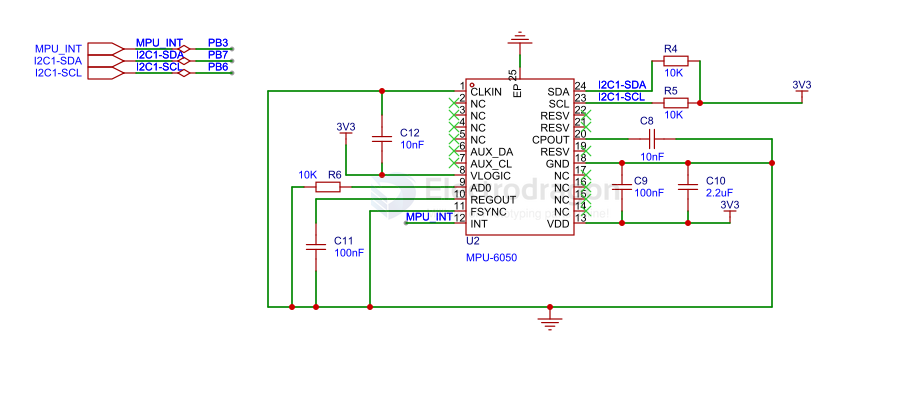 MPU_INT MPU_INT PB3
I2C1-SDA I2C1-SDA PB7
I2C1-SCL I2C1-SCL PB6
EP 25
R4
10K
R5
10K
3V3
I2C1-SDA
I2C1-SCL
1 CLKIN SDA 24
2 NC SCL 23
3 NC RESV 22
4 NC RESV 21
5 NC CPOUT 20
6 AUX_DA RESV 19
7 AUX_CL GND 18
8 VLOGIC NC 17
9 AD0 NC 16
10 REGOUT NC 15
11 FSYNC NC 14
12 INT VDD 13
U2
MPU-6050
3V3
C12
10nF
C8
10nF
10K R6
C9
100nF
C10
2.2uF
3V3
MPU_INT
C11
100nF